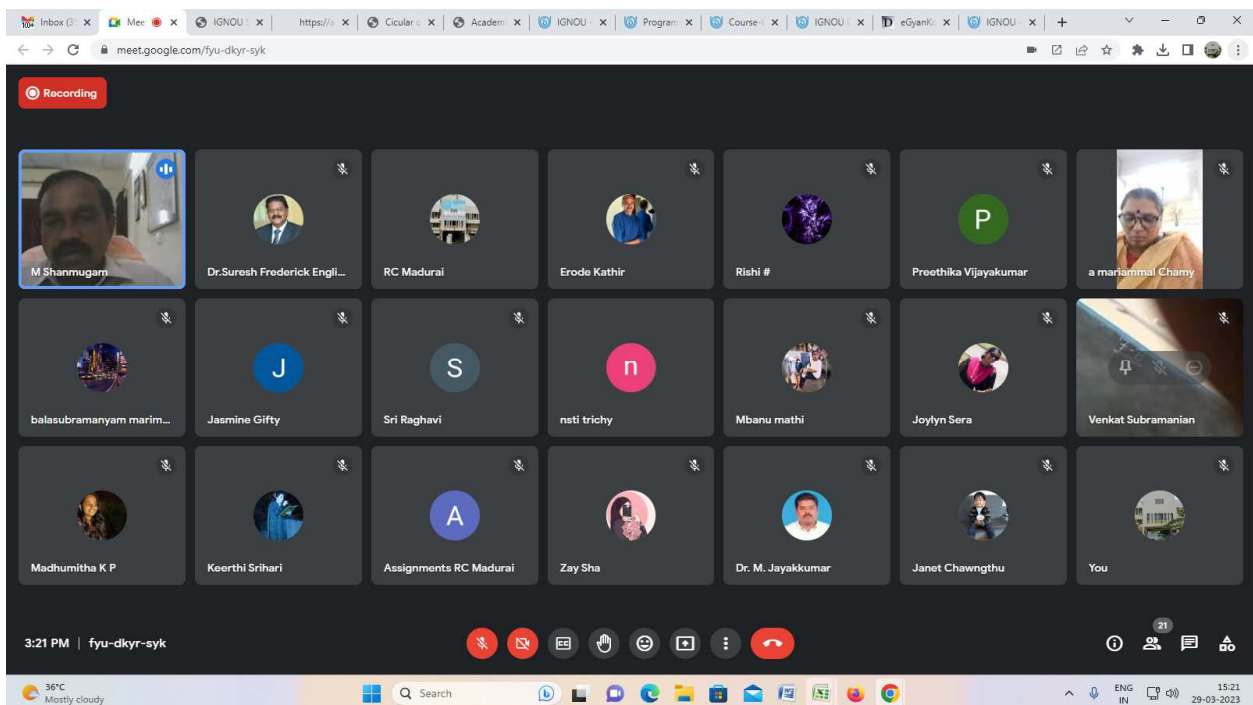 Inbox (3
Mee
IGNOU S
https://
Cicular c
Academ
IGNOU -
Program
Course-
IGNOU
eGyanKo
IGNOU -
meet.google.com/fyu-dkyr-syk
Recording
M Shanmugam
Dr.Suresh Frederick Engli...
RC Madurai
Erode Kathir
Rishi #
P
Preethika Vijayakumar
a mariammal Chamy
balasubramanyam marim...
J
Jasmine Gifty
S
Sri Raghavi
n
nsti trichy
Mbanu mathi
Joylyn Sera
Venkat Subramanian
Madhumitha K P
Keerthi Srihari
A
Assignments RC Madurai
Zay Sha
Dr. M. Jayakkumar
Janet Chawngthu
You
3:21 PM | fyu-dkyr-syk
CC
21
36°C
Mostly cloudy
Search
ENG
IN
15:21
29-03-2023